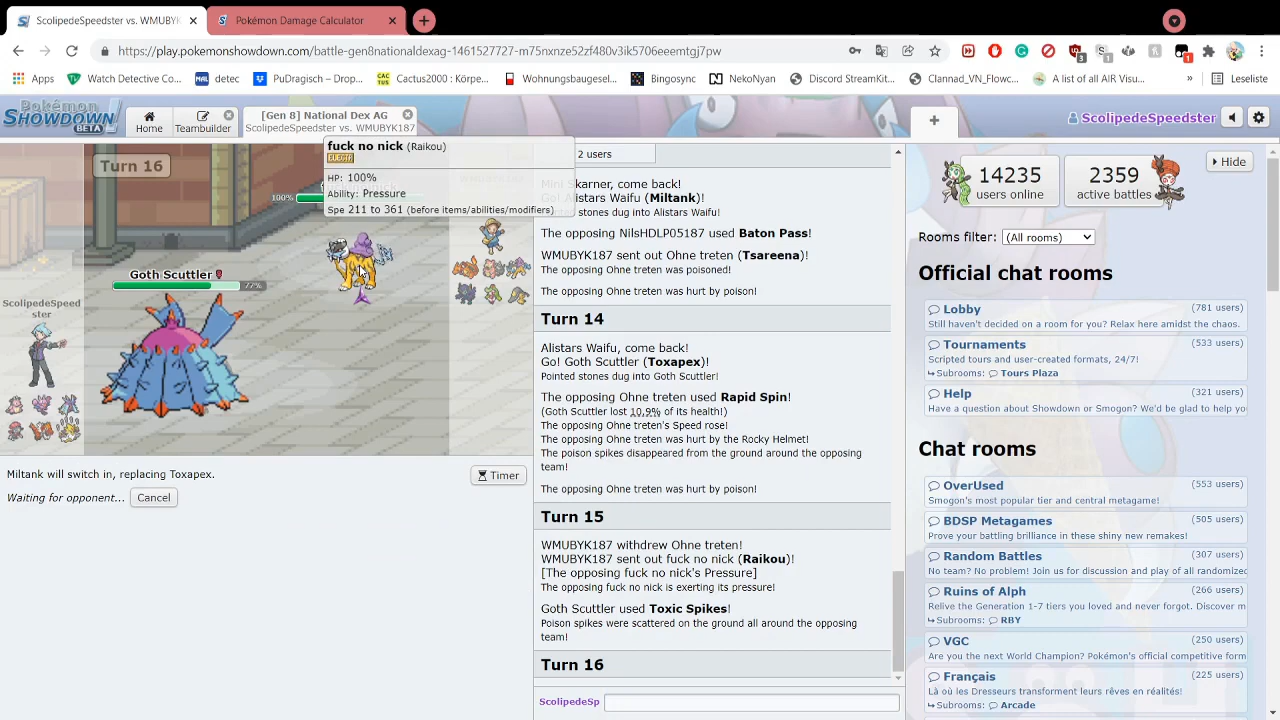 ScolipedeSpeedster vs. WMUBYK
Pokémon Damage Calculator
https://play.pokemonshowdown.com/battle-gen8nationaldexag-1461527727-m75nxnze52zf480v3ik5706eeemtgj7pw
Apps
Watch Detective Co...
detec
PuDragisch – Drop...
Cactus2000 : Körpe...
Wohnungsbaugesel...
Bingosync
NekoNyan
Discord StreamKit...
Clannad_VN_Flowc...
A list of all AIR Visu...
»
Leseliste
Pokémon
SHOWDOWN
BETA
Home
Teambuilder
[Gen 8] National Dex AG
ScolipedeSpeedster vs. WMUBYK187
ScolipedeSpeedster
Turn 16
fuck no nick (Raikou)
ELECTR
HP: 100%
Ability: Pressure
Spe 211 to 361 (before items/abilities/modifiers)
100%
Goth Scuttler
77%
ScolipedeSpee
dster
Miltank will switch in, replacing Toxapex.
Timer
Waiting for opponent...
Cancel
2 users
Mini Skarner, come back!
Go! Alistars Waifu (Miltank)!
Pointed stones dug into Alistars Waifu!
The opposing NilsHDLP05187 used Baton Pass!
WMUBYK187 sent out Ohne treten (Tsareena)!
The opposing Ohne treten was poisoned!
The opposing Ohne treten was hurt by poison!
Turn 14
Alistars Waifu, come back!
Go! Goth Scuttler (Toxapex)!
Pointed stones dug into Goth Scuttler!
The opposing Ohne treten used Rapid Spin!
(Goth Scuttler lost 10.9% of its health!)
The opposing Ohne treten's Speed rose!
The opposing Ohne treten was hurt by the Rocky Helmet!
The poison spikes disappeared from the ground around the opposing
team!
The opposing Ohne treten was hurt by poison!
Turn 15
WMUBYK187 withdrew Ohne treten!
WMUBYK187 sent out fuck no nick (Raikou)!
[The opposing fuck no nick's Pressure]
The opposing fuck no nick is exerting its pressure!
Goth Scuttler used Toxic Spikes!
Poison spikes were scattered on the ground all around the opposing
team!
Turn 16
ScolipedeSp
14235
users online
2359
active battles
Hide
Rooms filter: (All rooms)
Official chat rooms
Lobby (781 users)
Still haven't decided on a room for you? Relax here amidst the chaos.
Tournaments (533 users)
Scripted tours and user-created formats, 24/7!
Subrooms: Tours Plaza
Help (321 users)
Have a question about Showdown or Smogon? We'd be glad to help yo
Chat rooms
OverUsed (553 users)
Smogon's most popular tier and central metagame!
BDSP Metagames (505 users)
Prove your battling brilliance in these shiny new remakes!
Random Battles (307 users)
No team? No problem! Join us for discussion and play of all randomize
Ruins of Alph (266 users)
Relive the Generation 1-7 tiers you loved and never forgot. Discover m
Subrooms: RBY
VGC (250 users)
Are you the next World Champion? Pokémon's official competitive form
Français (225 users)
Là où les Dresseurs transforment leurs rêves en réalités!
Subrooms: Arcade